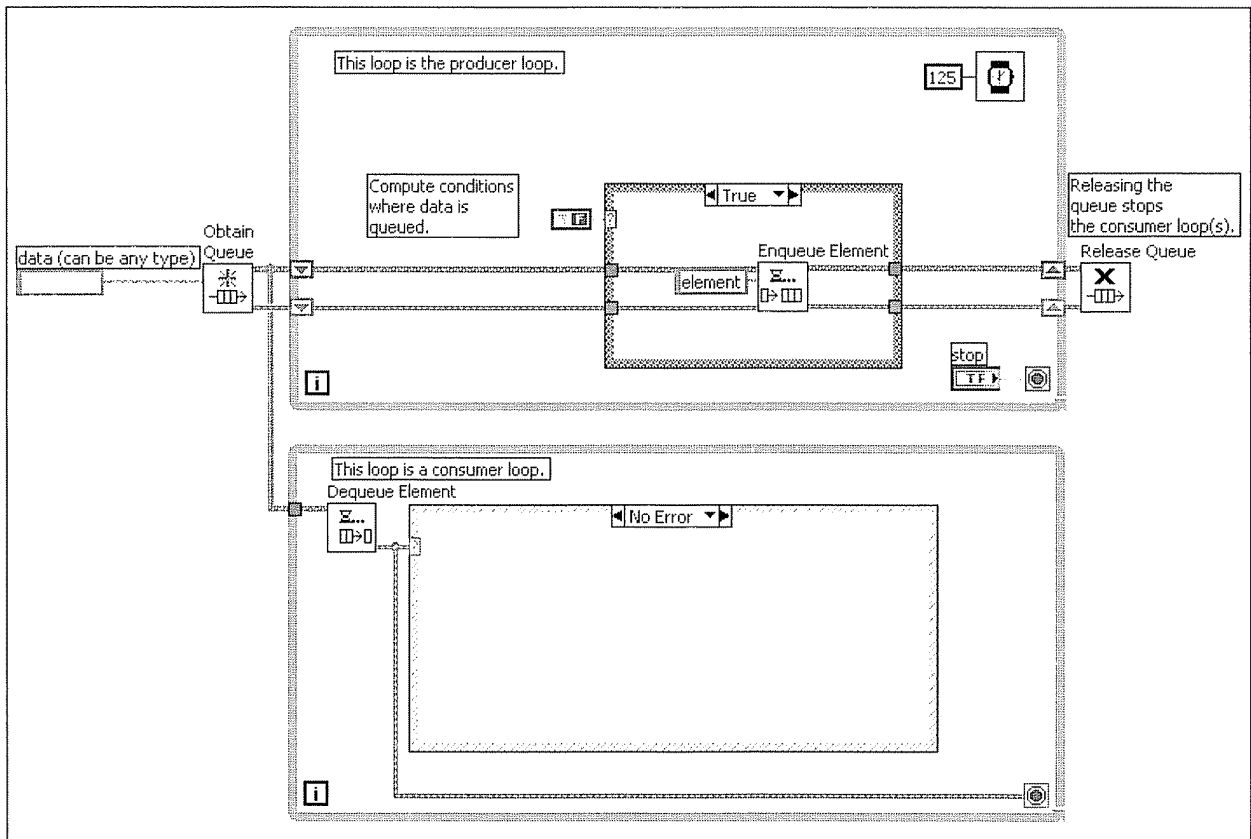 This loop is the producer loop.
125
Compute conditions
where data is
queued.
True
Releasing the
queue stops
the consumer loop(s).
Obtain
Queue
data (can be any type)
Enqueue Element
Release Queue
element
stop
TF
i
This loop is a consumer loop.
Dequeue Element
No Error
i